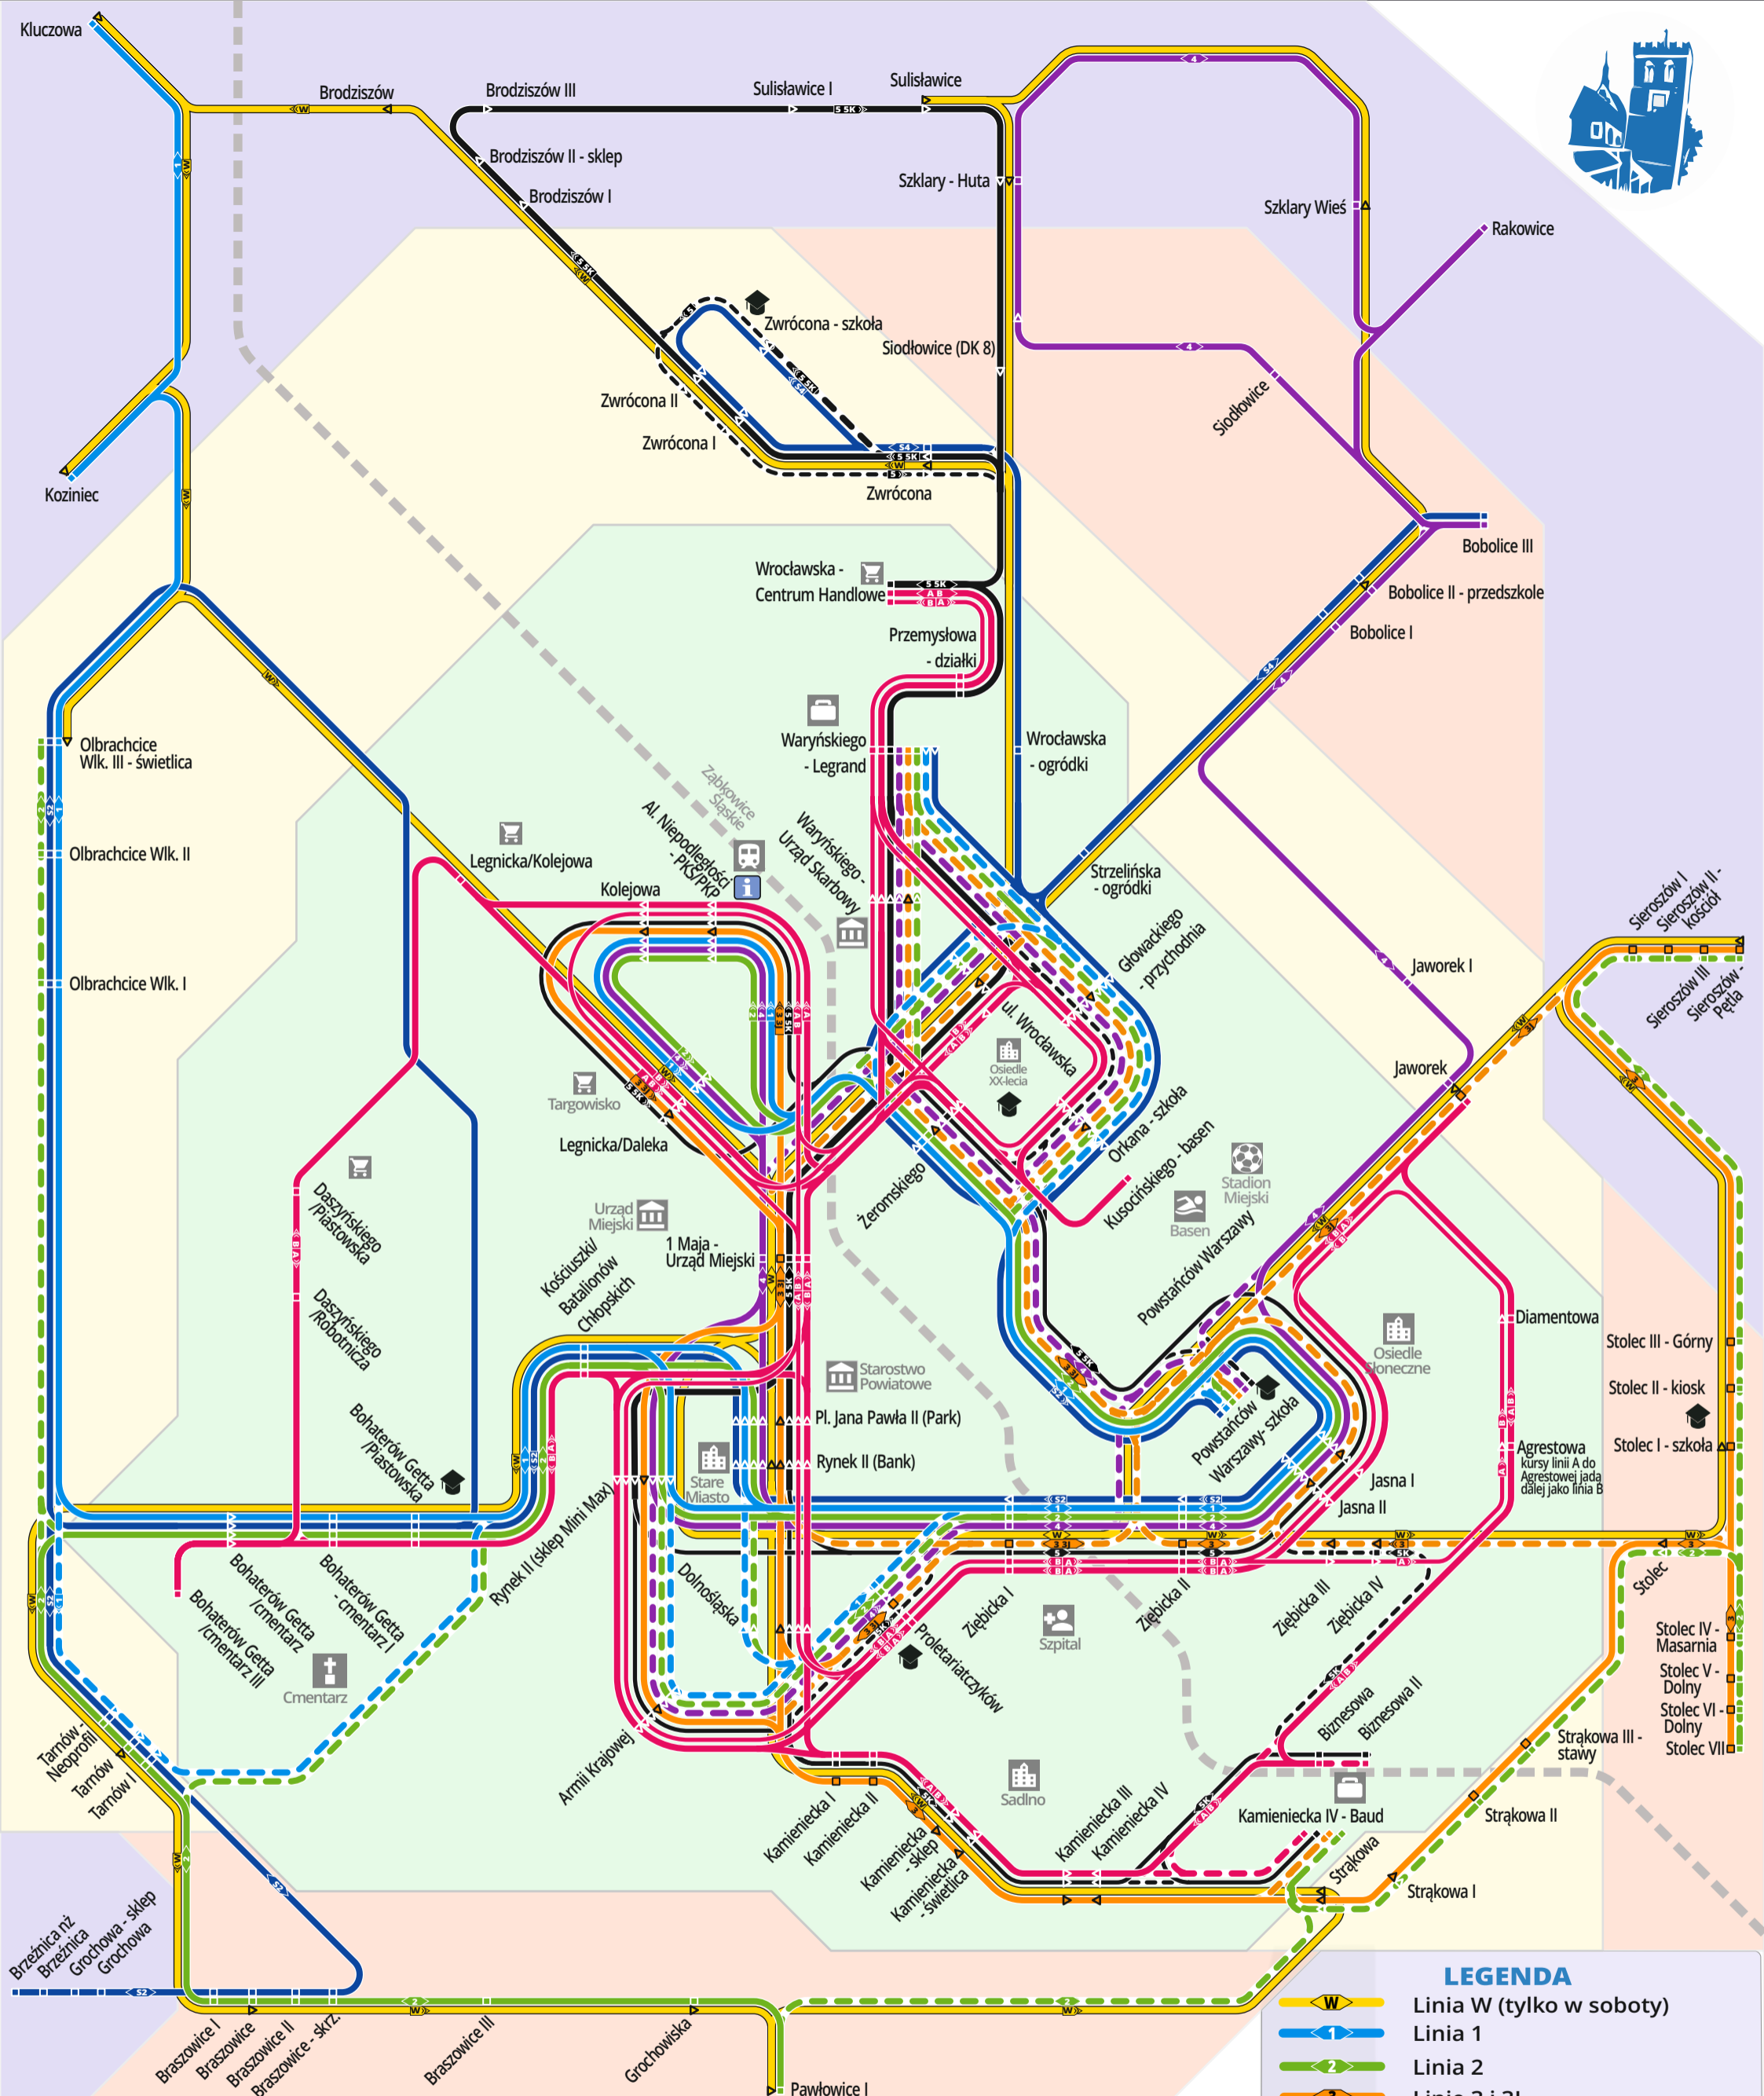 Kluczowa
Brodziszów
Brodziszów III
Sulisławice I
Sulisławice
Brodziszów II - sklep
Brodziszów I
Szklary - Huta
Szklary Wieś
Rakowice
Zwrócona - szkoła
Siodłowice (DK 8)
Zwrócona II
Zwrócona I
Zwrócona
Siodłowice
Koziniec
Bobolice III
Bobolice II - przedszkole
Bobolice I
Wrocławska -
Centrum Handlowe
Przemysłowa
- działki
Waryńskiego
- Legrand
Wrocławska
- ogródki
Olbrachcice
Wlk. III - świetlica
Olbrachcice Wlk. II
Olbrachcice Wlk. I
Ząbkowice
Śląskie
Legnicka/Kolejowa
Kolejowa
Al. Niepodległości
- PKS/PKP
Waryńskiego -
Urząd Skarbowy
Strzelińska
- ogródki
Głowackiego
- przychodnia
Jaworek I
Jaworek
Sieroszów I
Sieroszów II -
kościół
Sieroszów III
Sieroszów -
Pętla
ul. Wrocławska
Osiedle
XX-lecia
Targowisko
Legnicka/Daleka
Orkana - szkoła
Kusocińskiego - basen
Żeromskiego
Stadion
Miejski
Basen
Powstańców Warszawy
Daszyńskiego
/Piastowska
Daszyńskiego
/Robotnicza
Urząd
Miejski
1 Maja -
Urząd Miejski
Kościuszki/
Batalionów
Chłopskich
Diamentowa
Osiedle
Słoneczne
Stolec III - Górny
Stolec II - kiosk
Stolec I - szkoła
Starostwo
Powiatowe
Pl. Jana Pawła II (Park)
Rynek II (Bank)
Stare
Miasto
Powstańców
Warszawy- szkoła
Jasna I
Jasna II
Agrestowa
kursy linii A do
Agrestowej jadą
dalej jako linia B
Bohaterów Getta
/Piastowska
Rynek II (sklep Mini Max)
Dolnośląska
Bohaterów Getta
/cmentarz
Bohaterów Getta
- cmentarz I
Bohaterów Getta
/cmentarz III
Cmentarz
Proletariatczyków
Ziębicka I
Szpital
Ziębicka II
Ziębicka III
Ziębicka IV
Stolec
Stolec IV -
Masarnia
Stolec V -
Dolny
Stolec VI -
Dolny
Stolec VII
Biznesowa
Biznesowa II
Tarnów -
Neoprofil
Tarnów
Tarnów I
Armii Krajowej
Sadlno
Kamieniecka I
Kamieniecka II
Kamieniecka
- sklep
Kamieniecka
- świetlica
Kamieniecka III
Kamieniecka IV
Kamieniecka IV - Baud
Strąkowa
Strąkowa I
Strąkowa II
Strąkowa III -
stawy
Brzeźnica nż
Brzeźnica
Grochowa - sklep
Grochowa
Braszowice I
Braszowice
Braszowice II
Brazowice - skrz.
Braszowice III
Grochowiska
Pawłowice I
LEGENDA
W Linia W (tylko w soboty)
1 Linia 1
2 Linia 2